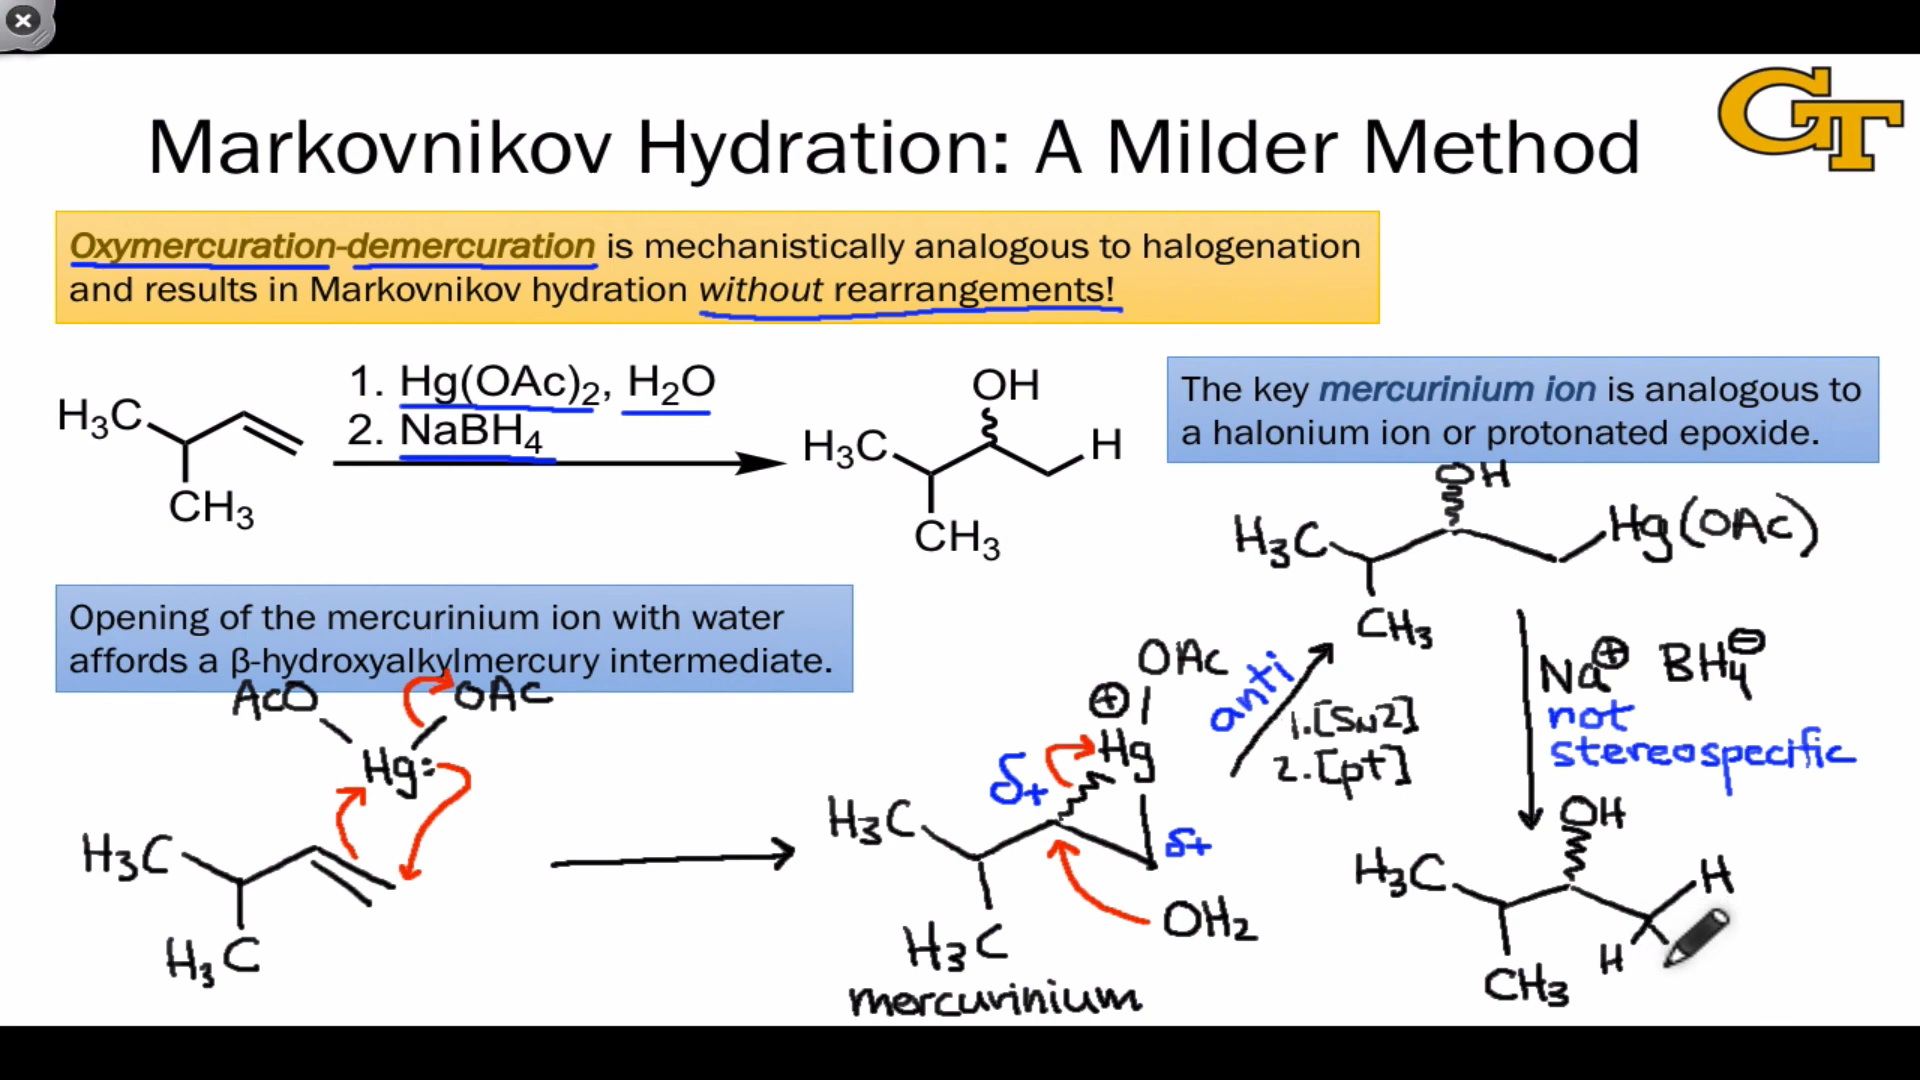 GT
Markovnikov Hydration: A Milder Method
Oxymercuration-demercuration is mechanistically analogous to halogenation
and results in Markovnikov hydration without rearrangements!
1. Hg(OAc)₂, H₂O
2. NaBH₄
H₃C
CH₃
OH
H₃C
H
CH₃
The key mercurinium ion is analogous to
a halonium ion or protonated epoxide.
OH
H₃C
Hg(OAc)
CH₃
Opening of the mercurinium ion with water
affords a β-hydroxyalkylmercury intermediate.
AcO
OAc
Hg:
H₃C
H₃C
OAc
⊕
Hg
δ+
δ+
H₃C
H₃C
OH₂
mercurinium
anti
1. [SN2]
2. [pt]
Na⊕ BH₄⊖
not
stereospecific
OH
H₃C
H
H
CH₃